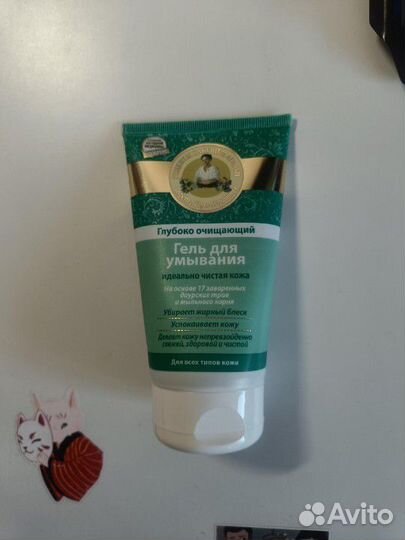 Глубоко очищающий
Гель для
умывания
идеально чистая кожа
На основе 17 заваренных
даурских трав
и мыльного корня
Убирает жирный блеск
Успокаивает кожу
Делает кожу непревзойденно
свежей, здоровой и чистой
Для всех типов кожи
Avito